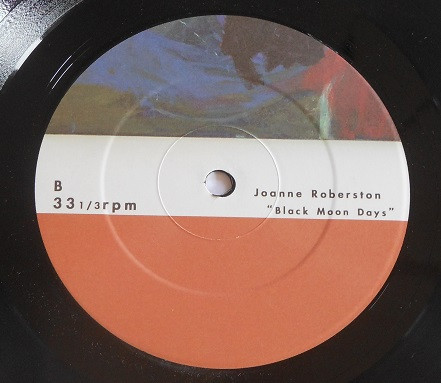 B
33 1/3rpm
Joanne Roberston
"Black Moon Days"